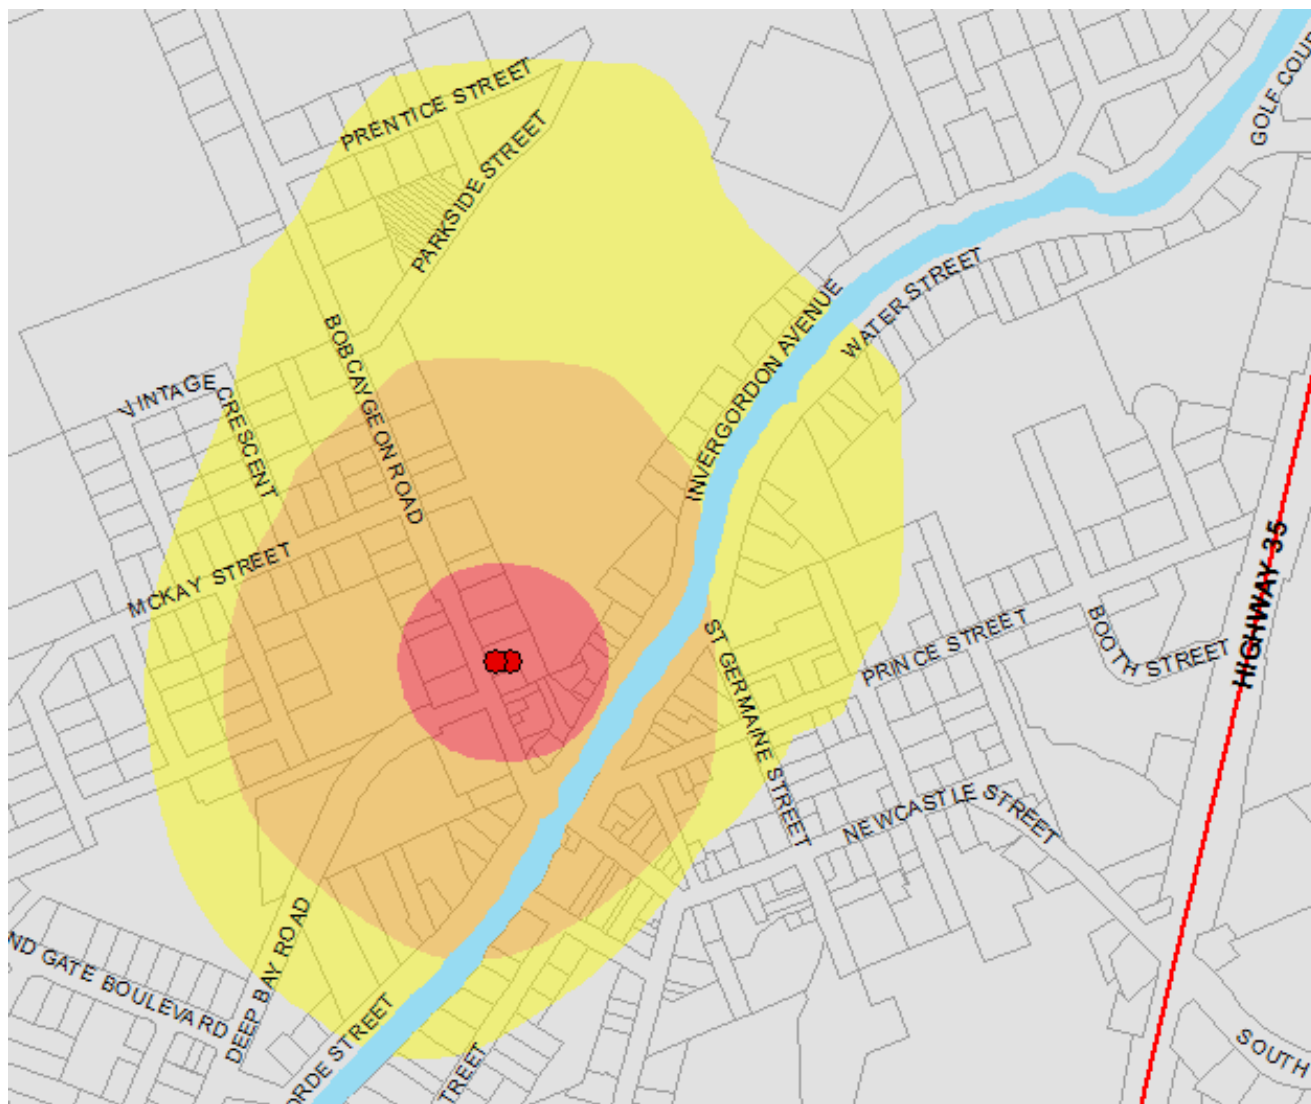 PRENTICE STREET
PARKSIDE STREET
GOLF COUR
BOBCAYGEON ROAD
INVERGORDON AVENUE
WATER STREET
VINTAGE
CRESCENT
MCKAY STREET
HIGHWAY 35
ST GERMAINE STREET
PRINCE STREET
BOOTH STREET
NEWCASTLE STREET
ND GATE BOULEVARD
DEEP BAY ROAD
ORDE STREET
TREET
SOUTH